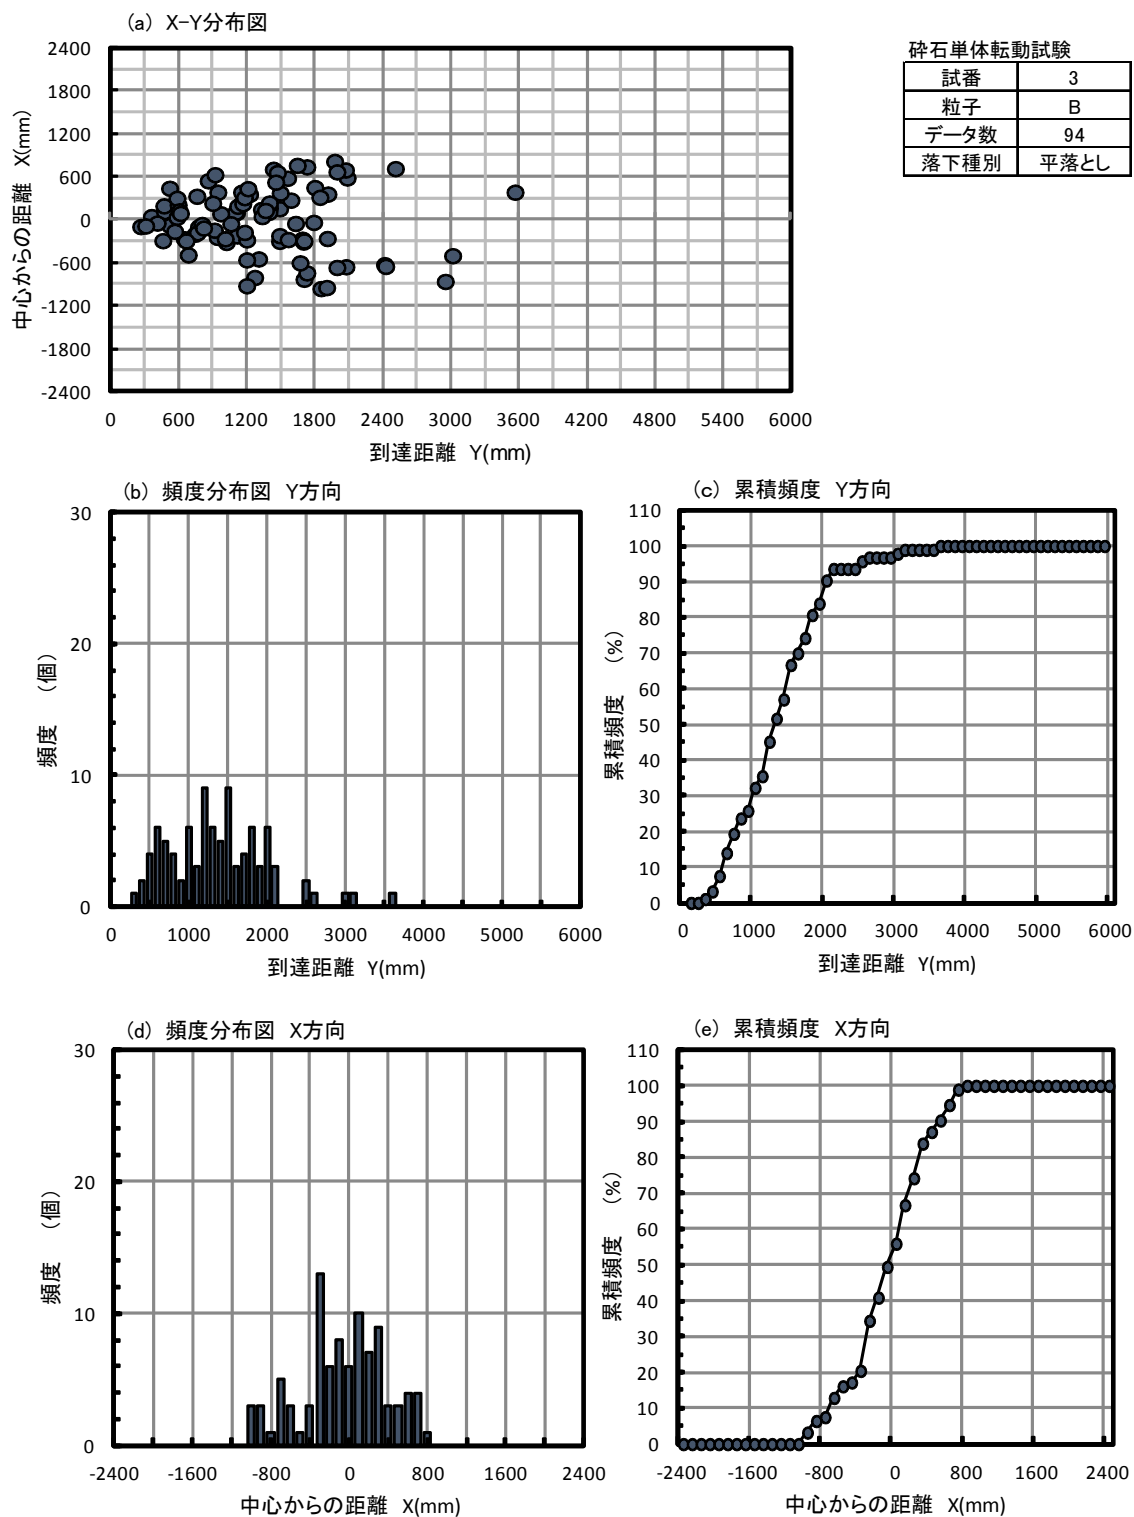 (a) X-Y分布図
砕石単体転動試験
試番 3
粒子 B
データ数 94
落下種別 平落とし
中心からの距離 X(mm)
2400
1800
1200
600
0
-600
-1200
-1800
-2400
0 600 1200 1800 2400 3000 3600 4200 4800 5400 6000
到達距離 Y(mm)
(b) 頻度分布図 Y方向
頻度 (個)
30
20
10
0
0 1000 2000 3000 4000 5000 6000
到達距離 Y(mm)
(c) 累積頻度 Y方向
累積頻度 (%)
110
100
90
80
70
60
50
40
30
20
10
0
0 1000 2000 3000 4000 5000 6000
到達距離 Y(mm)
(d) 頻度分布図 X方向
頻度 (個)
30
20
10
0
-2400 -1600 -800 0 800 1600 2400
中心からの距離 X(mm)
(e) 累積頻度 X方向
累積頻度 (%)
110
100
90
80
70
60
50
40
30
20
10
0
-2400 -1600 -800 0 800 1600 2400
中心からの距離 X(mm)